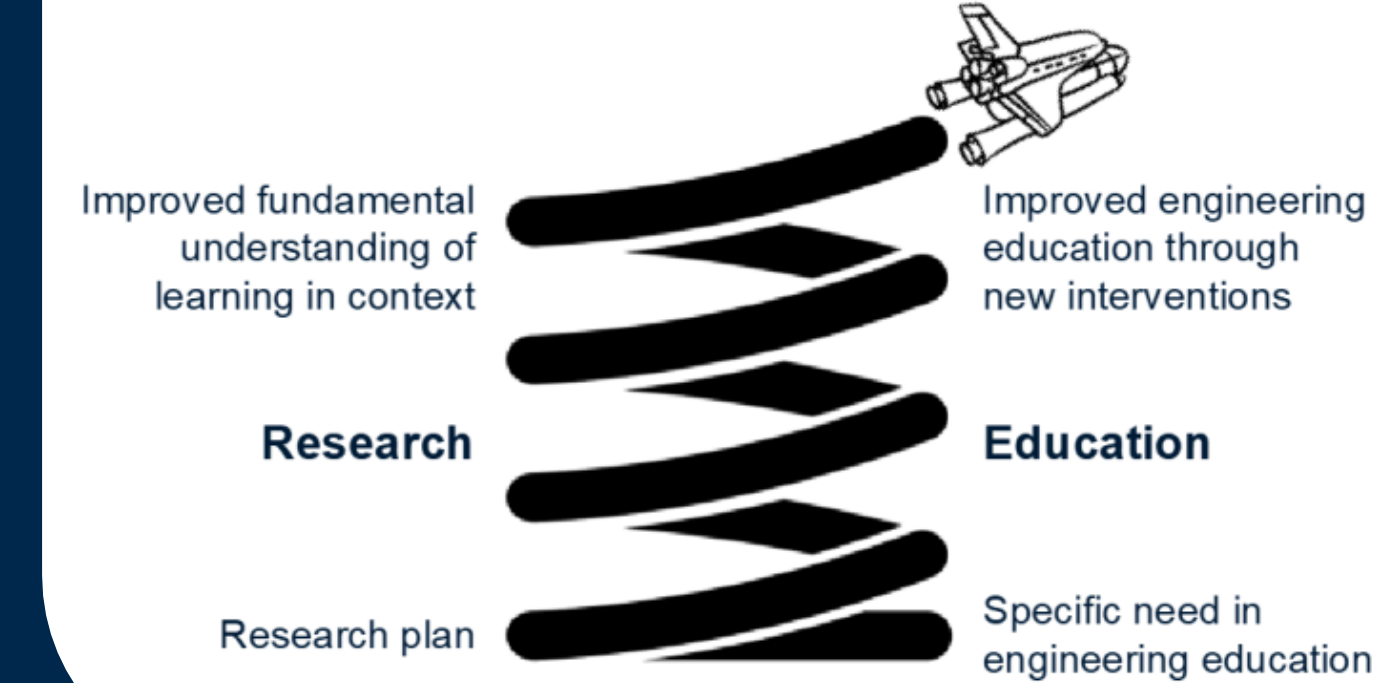 Improved fundamental
understanding of
learning in context
Improved engineering
education through
new interventions
Research
Education
Research plan
Specific need in
engineering education